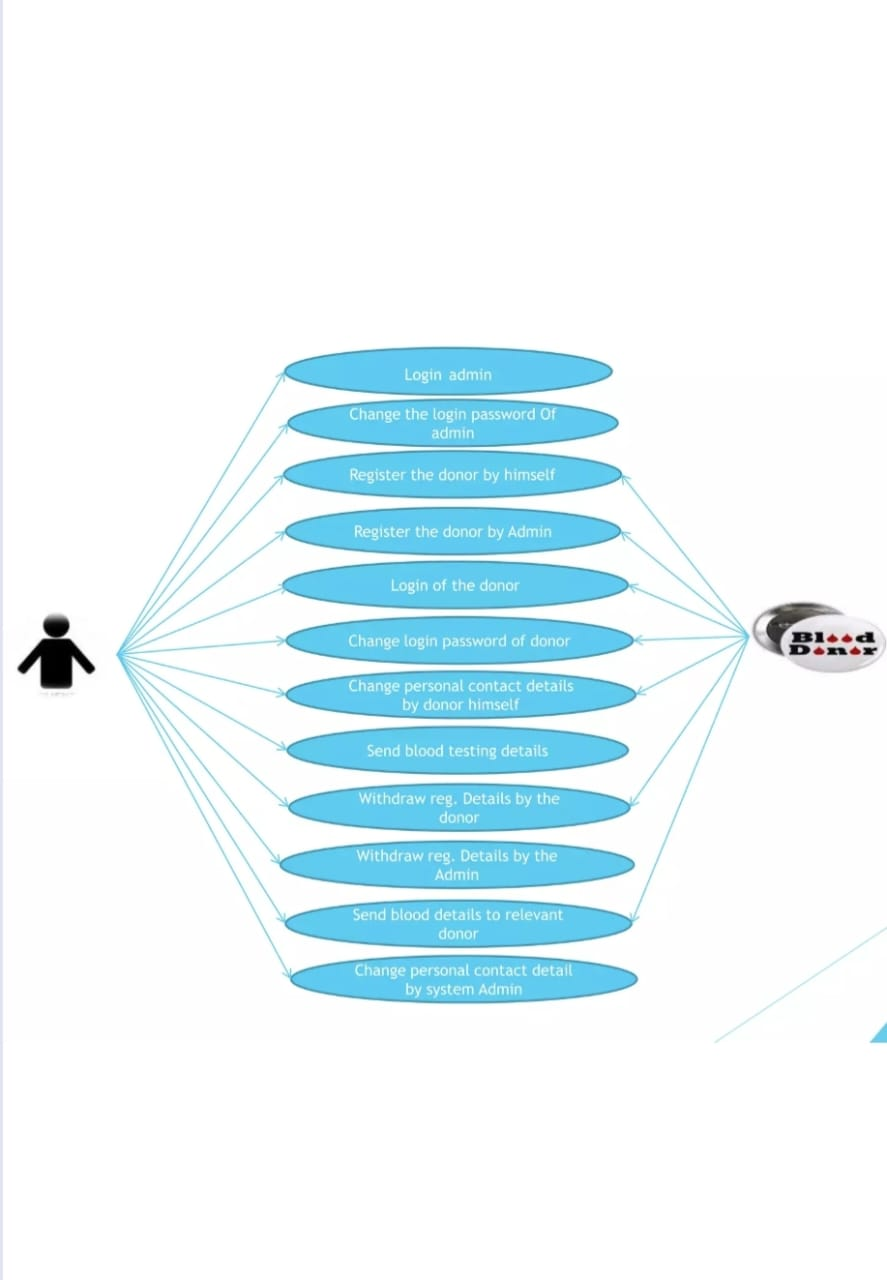 Login admin
Change the login password Of
admin
Register the donor by himself
Register the donor by Admin
Login of the donor
Change login password of donor
Change personal contact details
by donor himself
Send blood testing details
Withdraw reg. Details by the
donor
Withdraw reg. Details by the
Admin
Send blood details to relevant
donor
Change personal contact detail
by system Admin
Blood
Donor